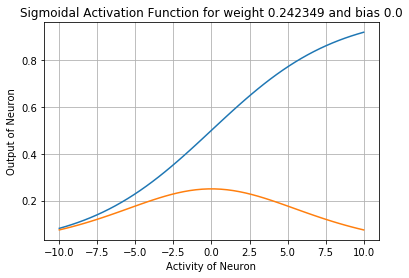 Sigmoidal Activation Function for weight 0.242349 and bias 0.0
Output of Neuron
0.8
0.6
0.4
0.2
−10.0 −7.5 −5.0 −2.5 0.0 2.5 5.0 7.5 10.0
Activity of Neuron